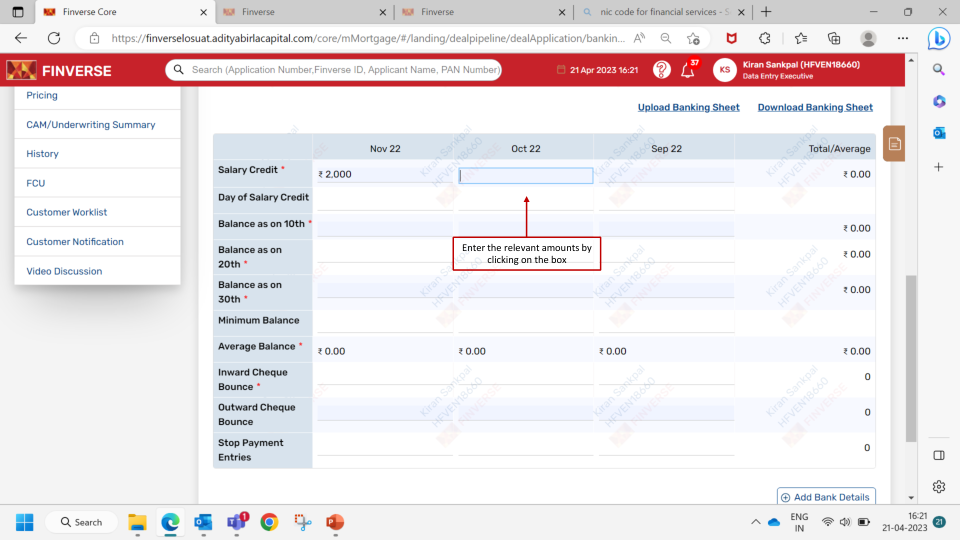 Finverse Core
Finverse
Finverse
nic code for financial services - S
https://finverselosuat.adityabirlacapital.com/core/mMortgage/#/landing/dealpipeline/dealApplication/bankin...
FINVERSE
Search (Application Number,Finverse ID, Applicant Name, PAN Number)
21 Apr 2023 16:21
37
KS
Kiran Sankpal (HFVEN18660)
Data Entry Executive
Pricing
CAM/Underwriting Summary
History
FCU
Customer Worklist
Customer Notification
Video Discussion
Upload Banking Sheet
Download Banking Sheet
Nov 22 Oct 22 Sep 22 Total/Average
Salary Credit * ₹ 2,000 ₹ 0.00
Day of Salary Credit
Balance as on 10th * ₹ 0.00
Balance as on
20th * ₹ 0.00
Balance as on
30th * ₹ 0.00
Minimum Balance
Average Balance * ₹ 0.00 ₹ 0.00 ₹ 0.00 ₹ 0.00
Inward Cheque
Bounce * 0
Outward Cheque
Bounce 0
Stop Payment
Entries 0
Enter the relevant amounts by
clicking on the box
Kiran Sankpal
HFVEN18660
FINVERSE
Add Bank Details
Search
1
ENG
IN
16:21
21-04-2023
21